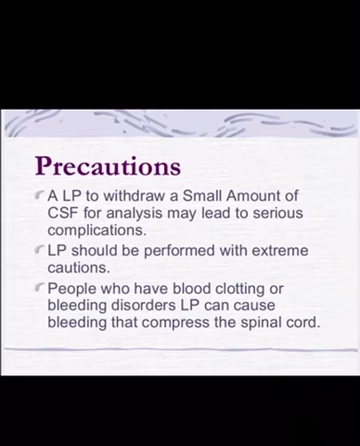 Precautions
A LP to withdraw a Small Amount of
CSF for analysis may lead to serious
complications.
LP should be performed with extreme
cautions.
People who have blood clotting or
bleeding disorders LP can cause
bleeding that compress the spinal cord.